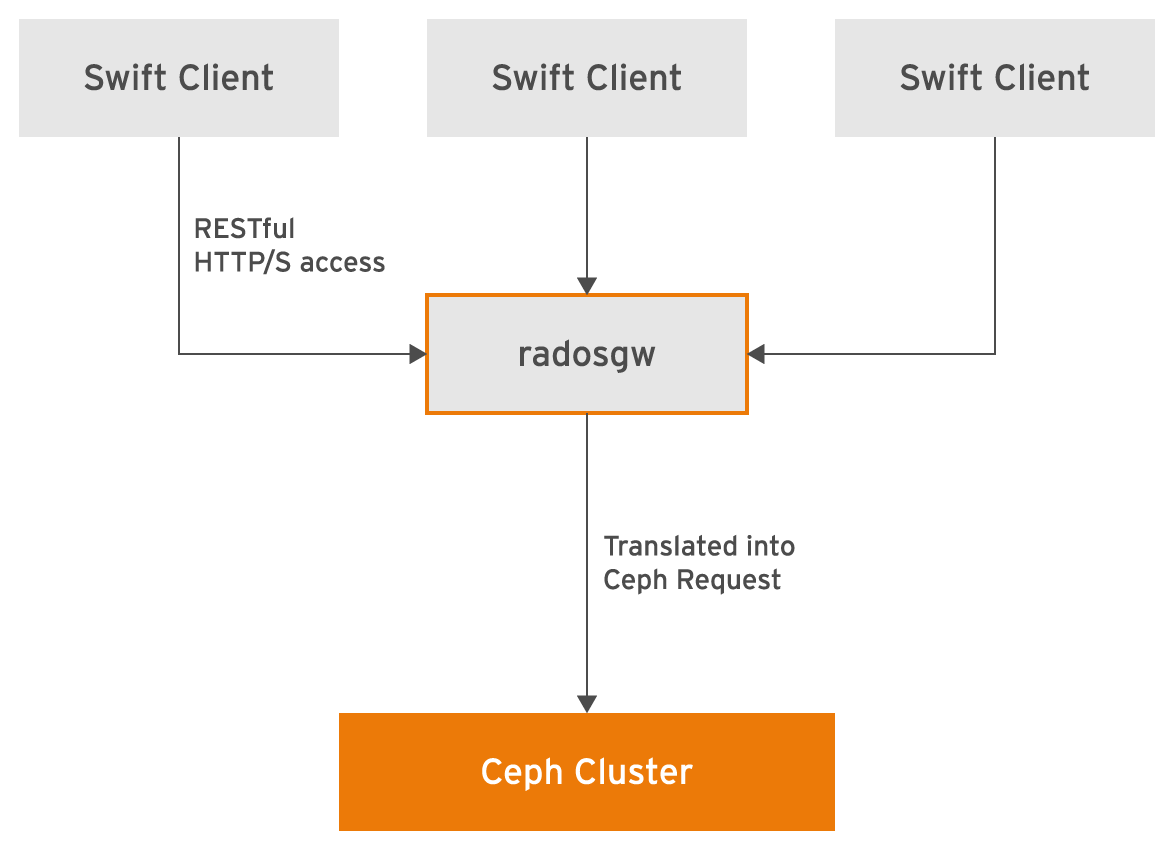 Swift Client
Swift Client
Swift Client
RESTful
HTTP/S access
radosgw
Translated into
Ceph Request
Ceph Cluster